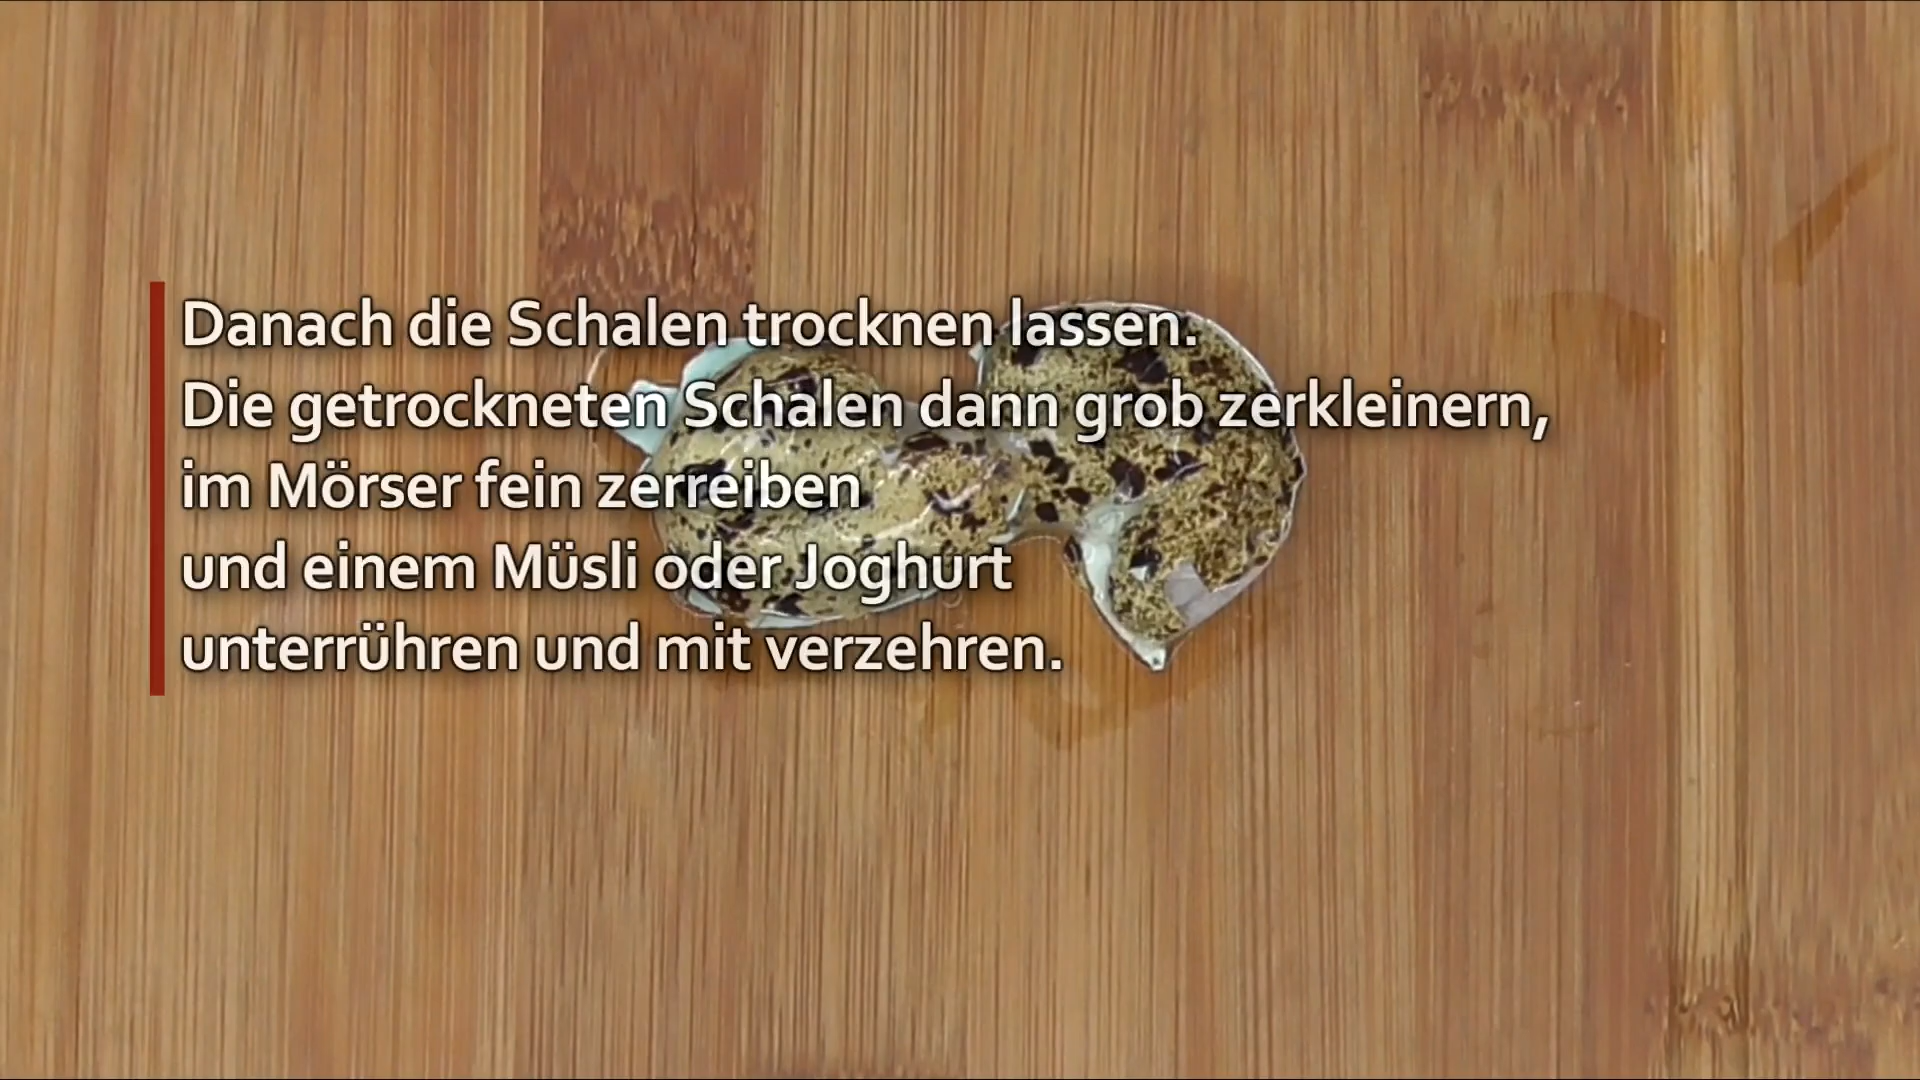 Danach die Schalen trocknen lassen.
Die getrockneten Schalen dann grob zerkleinern,
im Mörser fein zerreiben
und einem Müsli oder Joghurt
unterrühren und mit verzehren.